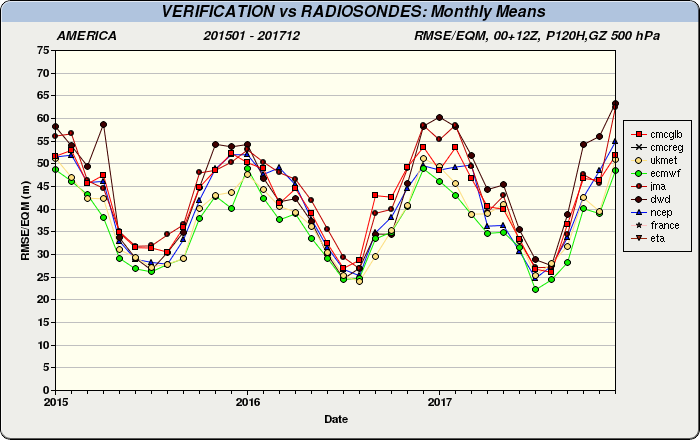 VERIFICATION vs RADIOSONDES: Monthly Means
AMERICA 201501 - 201712 RMSE/EQM, 00+12Z, P120H,GZ 500 hPa
75
70
65
60
55
50
45
40
35
30
25
20
15
10
5
0
RMSE/EQM (m)
2015 2016 2017
Date
cmcglb
cmcreg
ukmet
ecmwf
jma
dwd
ncep
france
eta